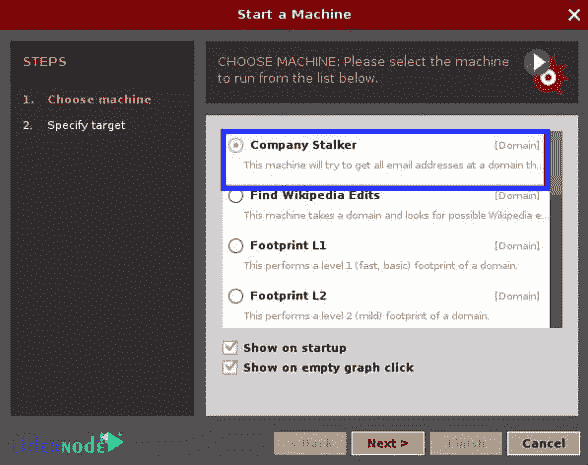 Start a Machine
STEPS
1. Choose machine
2. Specify target
CHOOSE MACHINE: Please select the machine
to run from the list below.
Company Stalker [Domain]
This machine will try to get all email addresses at a domain th...
Find Wikipedia Edits [Domain]
This machine takes a domain and looks for possible Wikipedia e...
Footprint L1 [Domain]
This performs a level 1 (fast, basic) footprint of a domain.
Footprint L2 [Domain]
This performs a level 2 (mild) footprint of a domain.
Show on startup
Show on empty graph click
< Back Next > Finish Cancel